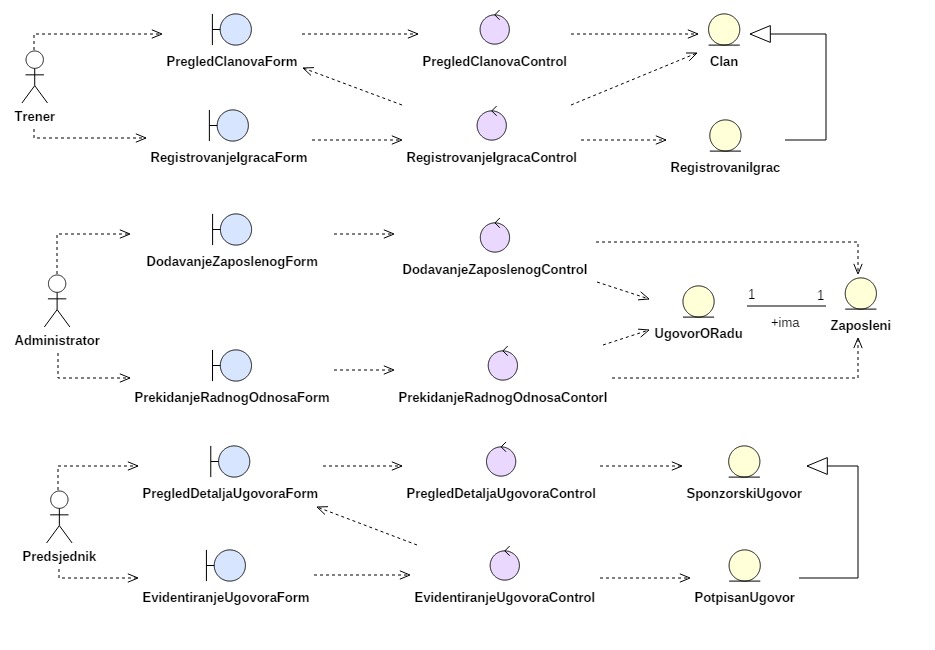 PregledClanovaForm
PregledClanovaControl
Clan
Trener
RegistrovanjeIgracaForm
RegistrovanjeIgracaControl
RegistrovaniIgrac
DodavanjeZaposlenogForm
DodavanjeZaposlenogControl
1
1
+ima
UgovorORadu
Zaposleni
Administrator
PrekidanjeRadnogOdnosaForm
PrekidanjeRadnogOdnosaContorl
PregledDetaljaUgovoraForm
PregledDetaljaUgovoraControl
SponzorskiUgovor
Predsjednik
EvidentiranjeUgovoraForm
EvidentiranjeUgovoraControl
PotpisanUgovor